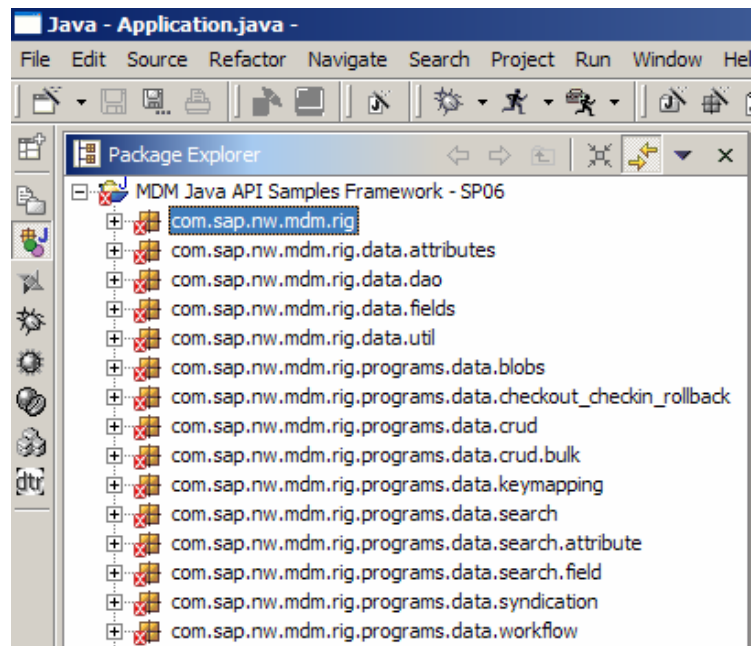 Java - Application.java -
File Edit Source Refactor Navigate Search Project Run Window
Package Explorer
MDM Java API Samples Framework - SP06
com.sap.nw.mdm.rig
com.sap.nw.mdm.rig.data.attributes
com.sap.nw.mdm.rig.data.dao
com.sap.nw.mdm.rig.data.fields
com.sap.nw.mdm.rig.data.util
com.sap.nw.mdm.rig.programs.data.blobs
com.sap.nw.mdm.rig.programs.data.checkout_checkin_rollback
com.sap.nw.mdm.rig.programs.data.crud
com.sap.nw.mdm.rig.programs.data.crud.bulk
com.sap.nw.mdm.rig.programs.data.keymapping
com.sap.nw.mdm.rig.programs.data.search
com.sap.nw.mdm.rig.programs.data.search.attribute
com.sap.nw.mdm.rig.programs.data.search.field
com.sap.nw.mdm.rig.programs.data.syndication
com.sap.nw.mdm.rig.programs.data.workflow
dtr